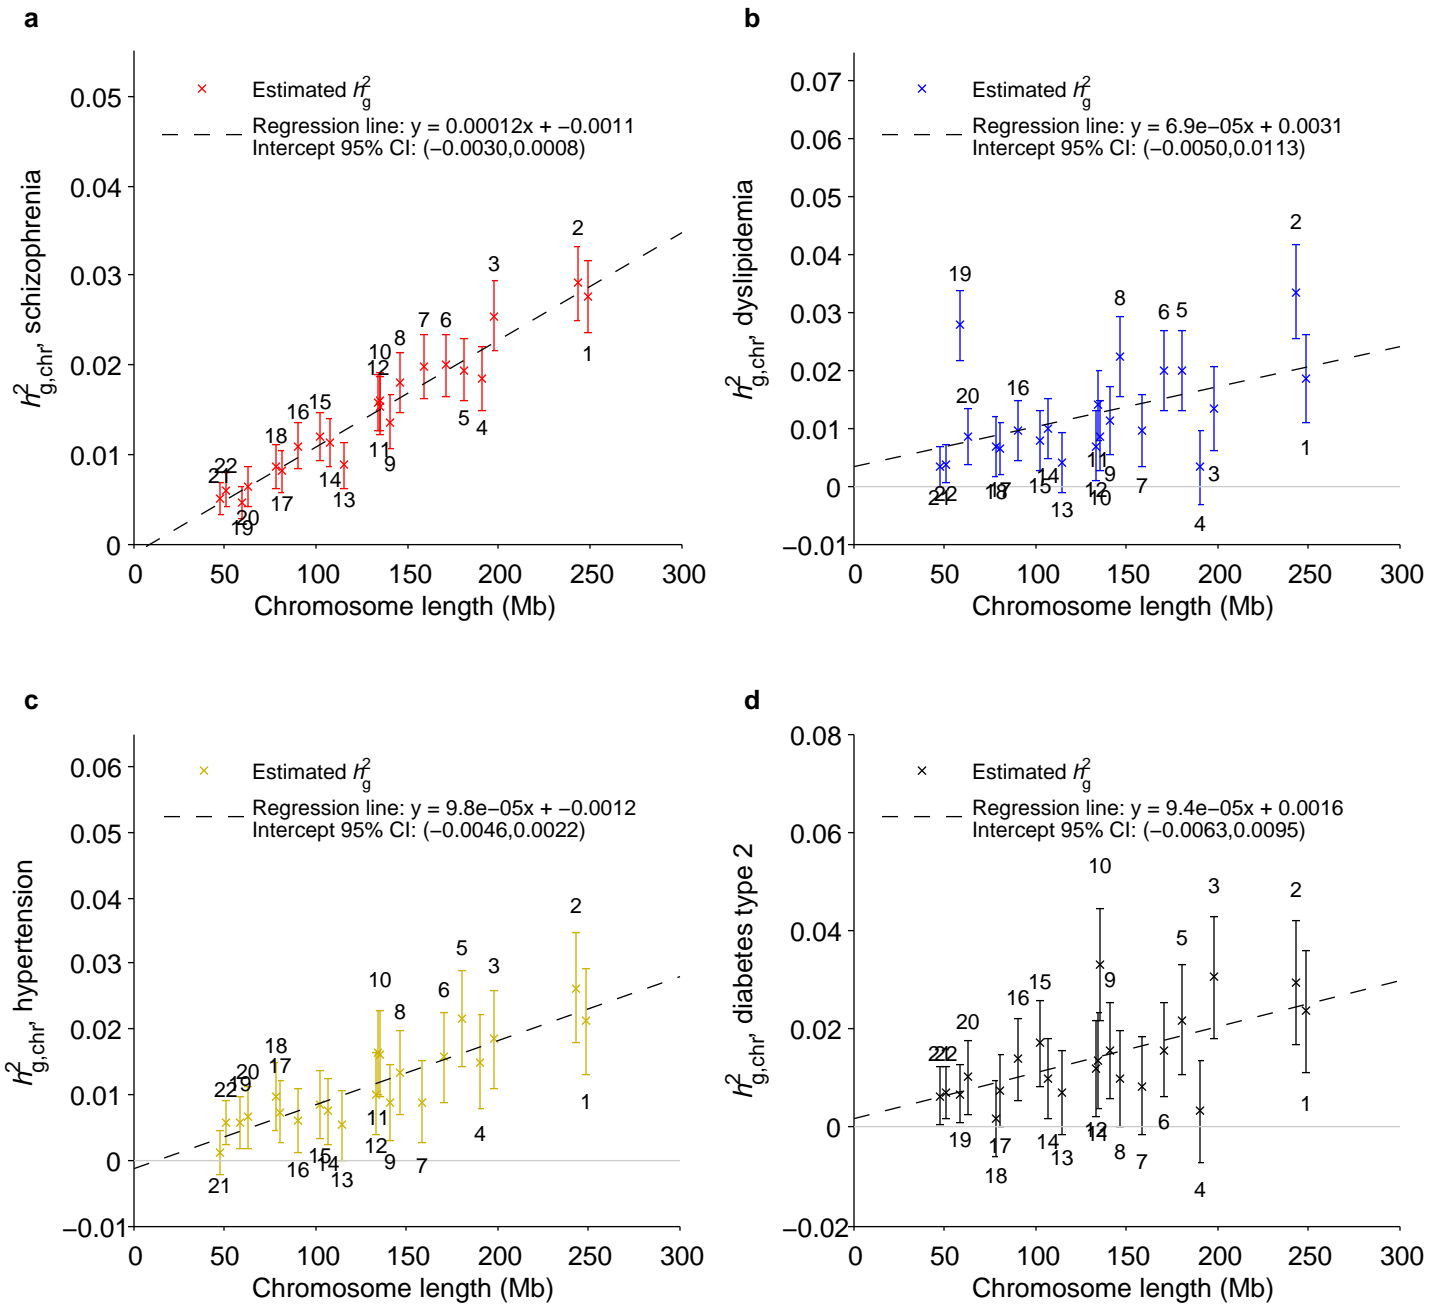 a
Estimated h²g
Regression line: y = 0.00012x + −0.0011
Intercept 95% CI: (−0.0030,0.0008)
h²g,chr, schizophrenia
0.05
0.04
0.03
0.02
0.01
0
0 50 100 150 200 250 300
Chromosome length (Mb)
21 22 19 20 18 17 16 15 14 13 10 12 11 9 8 7 6 5 4 3 2 1
b
Estimated h²g
Regression line: y = 6.9e−05x + 0.0031
Intercept 95% CI: (−0.0050,0.0113)
h²g,chr, dyslipidemia
0.07
0.06
0.05
0.04
0.03
0.02
0.01
0
−0.01
0 50 100 150 200 250 300
Chromosome length (Mb)
21 22 19 20 18 17 16 15 14 13 11 12 10 9 8 7 6 5 4 3 2 1
c
Estimated h²g
Regression line: y = 9.8e−05x + −0.0012
Intercept 95% CI: (−0.0046,0.0022)
h²g,chr, hypertension
0.06
0.05
0.04
0.03
0.02
0.01
0
−0.01
0 50 100 150 200 250 300
Chromosome length (Mb)
21 22 19 20 18 17 16 15 14 13 10 11 12 9 8 7 6 5 4 3 2 1
d
Estimated h²g
Regression line: y = 9.4e−05x + 0.0016
Intercept 95% CI: (−0.0063,0.0095)
h²g,chr, diabetes type 2
0.08
0.06
0.04
0.02
0
−0.02
0 50 100 150 200 250 300
Chromosome length (Mb)
21 22 19 20 18 17 16 15 14 13 10 12 9 8 7 6 5 4 3 2 1